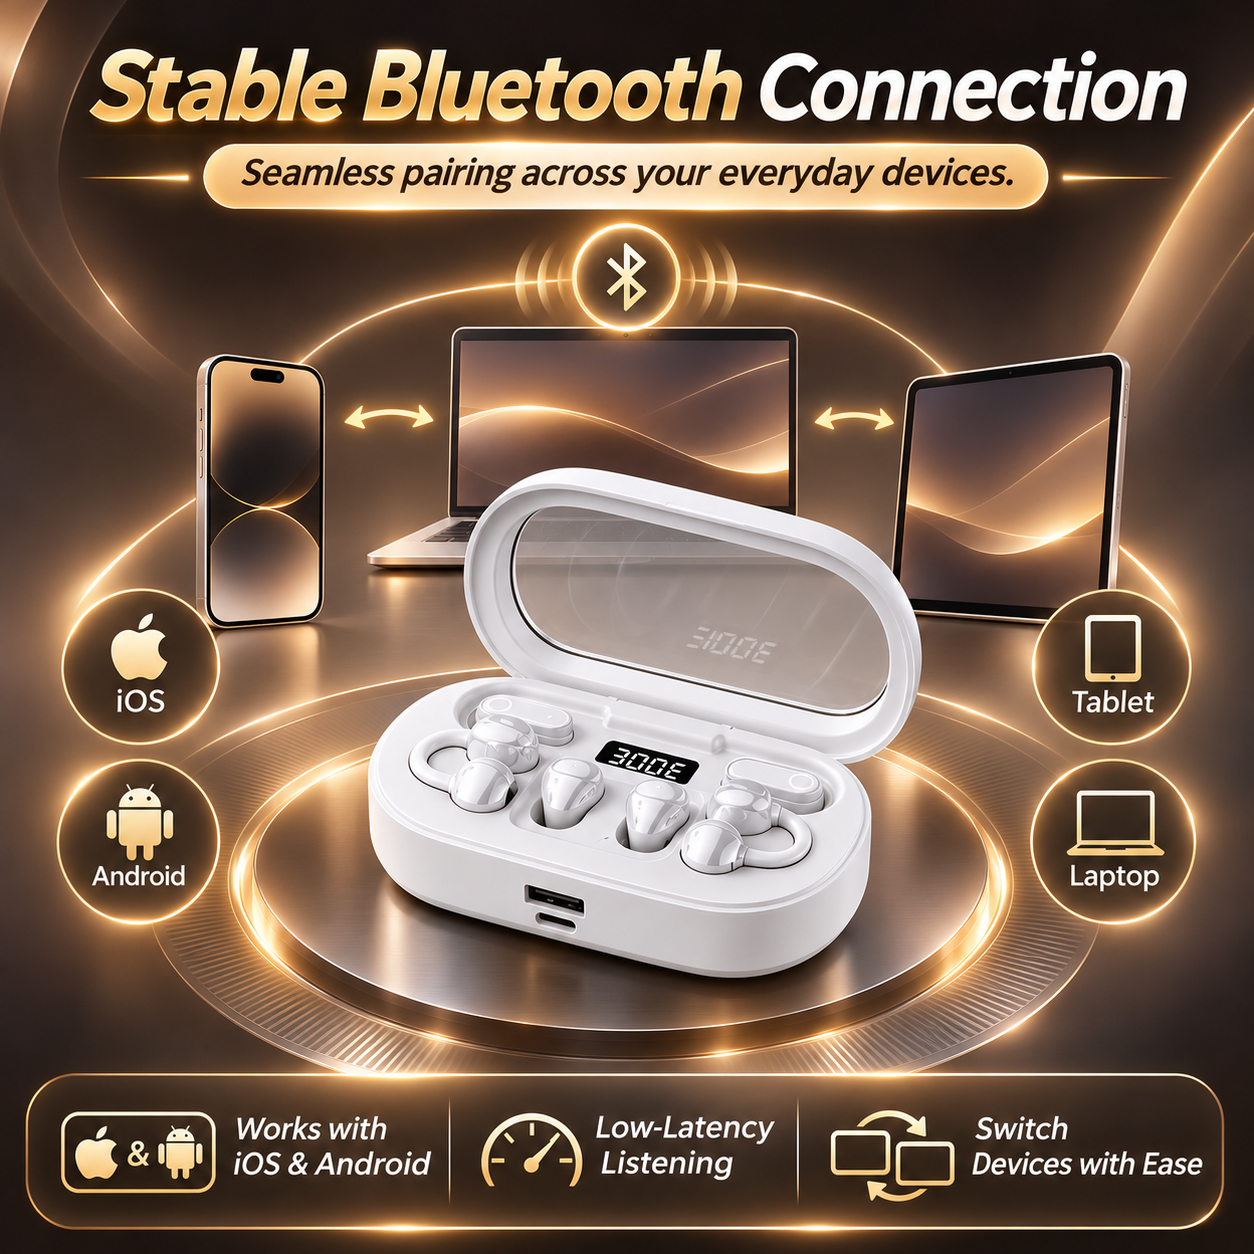 Stable Bluetooth Connection
Seamless pairing across your everyday devices.
iOS
Tablet
Android
Laptop
&
Works with
iOS & Android
Low-Latency
Listening
Switch
Devices with Ease